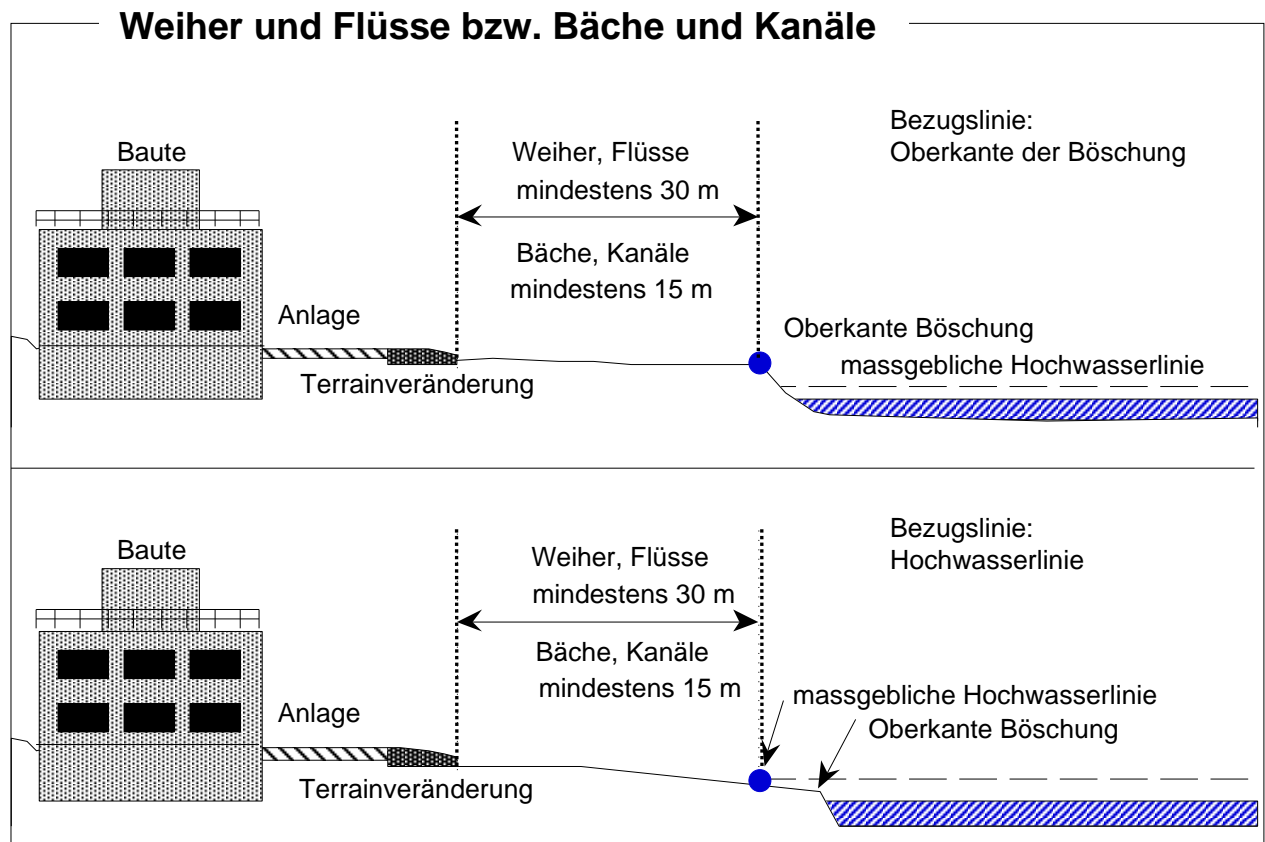 Weiher und Flüsse bzw. Bäche und Kanäle
Bezugslinie:
Oberkante der Böschung
Baute
Weiher, Flüsse
mindestens 30 m
Bäche, Kanäle
mindestens 15 m
Anlage
Terrainveränderung
Oberkante Böschung
massgebliche Hochwasserlinie
Bezugslinie:
Hochwasserlinie
Baute
Weiher, Flüsse
mindestens 30 m
Bäche, Kanäle
mindestens 15 m
Anlage
Terrainveränderung
massgebliche Hochwasserlinie
Oberkante Böschung